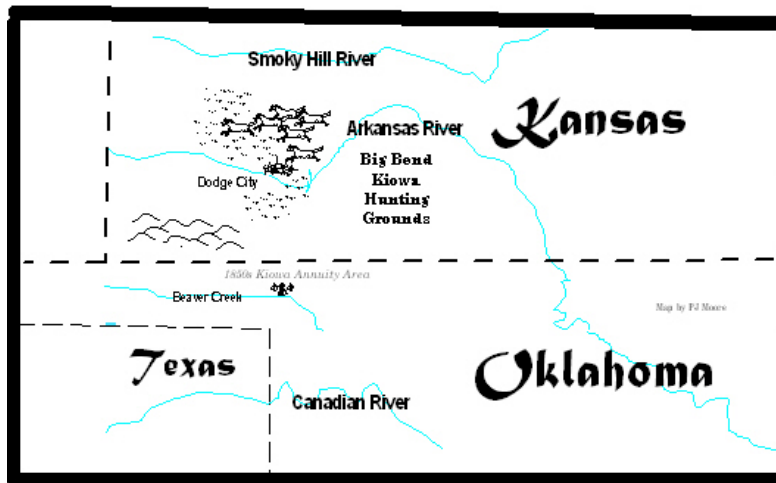 Smoky Hill River
Kansas
Arkansas River
Big Bend
Kiowa
Hunting
Grounds
Dodge City
1850s Kiowa Annuity Area
Beaver Creek
Map by PJ Moore
Texas
Oklahoma
Canadian River